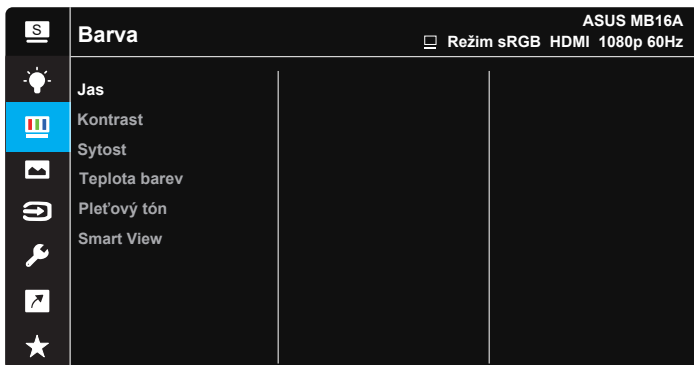 S
Barva
ASUS MB16A
Režim sRGB HDMI 1080p 60Hz
Jas
Kontrast
Sytost
Teplota barev
Pleťový tón
Smart View